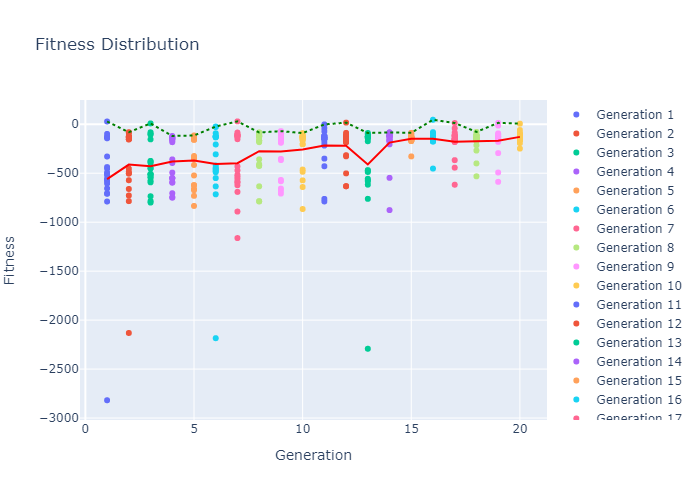 Fitness Distribution
Fitness
0
−500
−1000
−1500
−2000
−2500
−3000
0
5
10
15
20
Generation
Generation 1
Generation 2
Generation 3
Generation 4
Generation 5
Generation 6
Generation 7
Generation 8
Generation 9
Generation 10
Generation 11
Generation 12
Generation 13
Generation 14
Generation 15
Generation 16
Generation 17